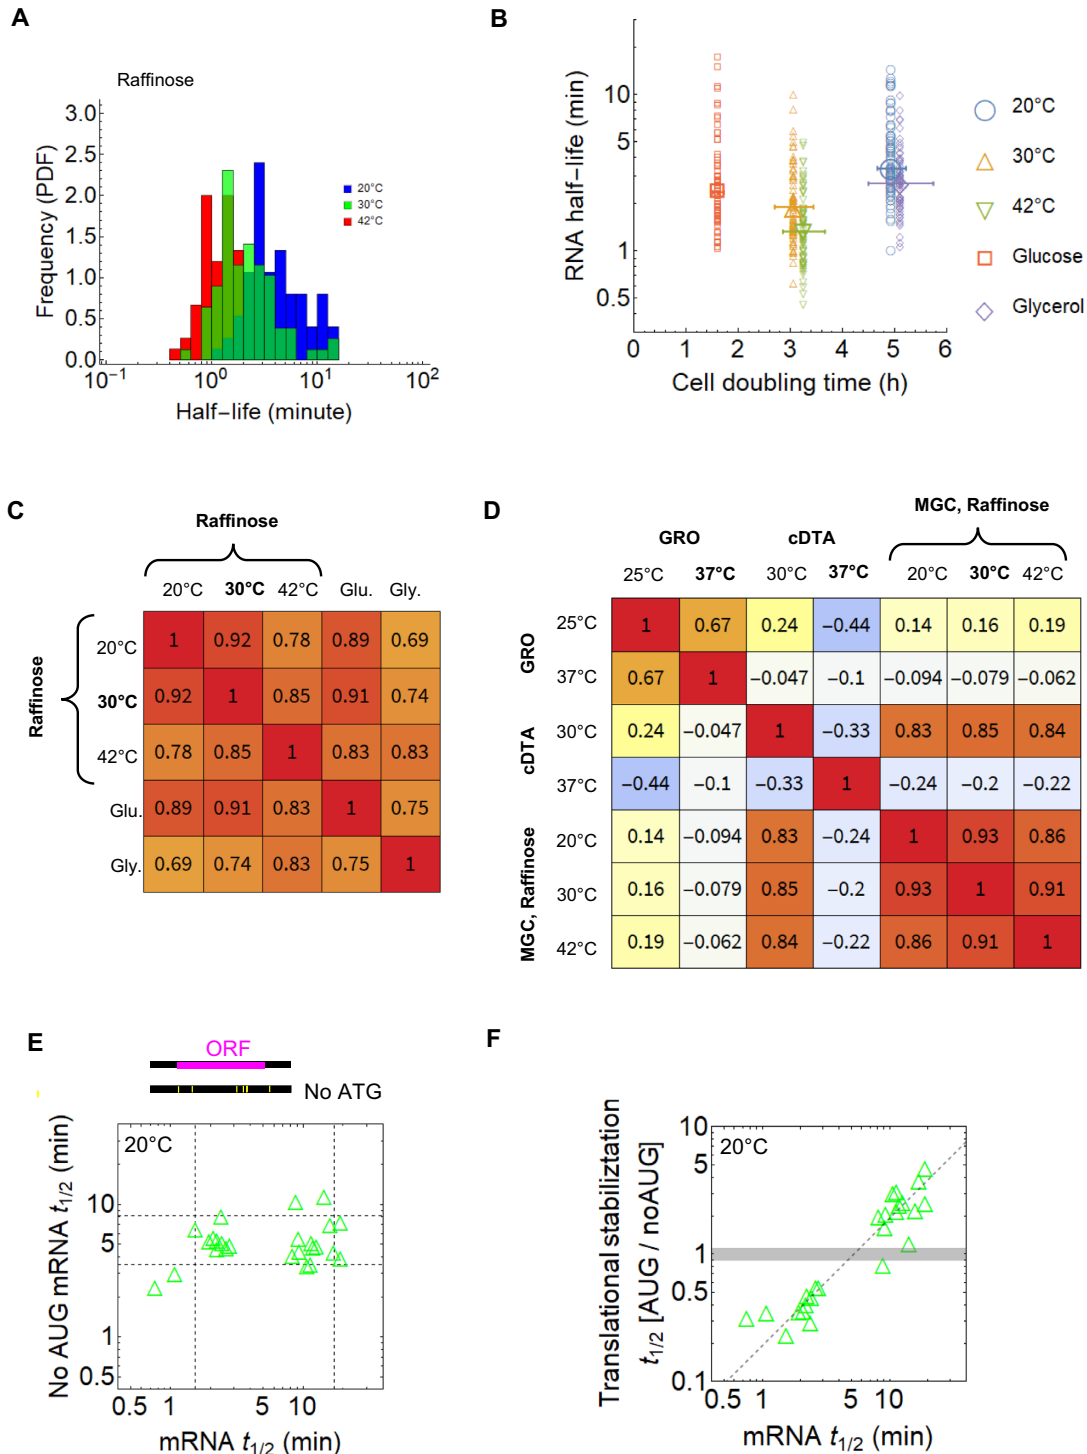 A
Raffinose
Frequency (PDF)
3.0
2.5
2.0
1.5
1.0
0.5
0.0
20°C
30°C
42°C
10⁻¹
10⁰
10¹
10²
Half-life (minute)
B
RNA half-life (min)
10
5
1
0.5
0 1 2 3 4 5 6
Cell doubling time (h)
20°C
30°C
42°C
Glucose
Glycerol
C
Raffinose
20°C 30°C 42°C Glu. Gly.
Raffinose
20°C 1 0.92 0.78 0.89 0.69
30°C 0.92 1 0.85 0.91 0.74
42°C 0.78 0.85 1 0.83 0.83
Glu. 0.89 0.91 0.83 1 0.75
Gly. 0.69 0.74 0.83 0.75 1
D
MGC, Raffinose
GRO cDTA
25°C 37°C 30°C 37°C 20°C 30°C 42°C
GRO
cDTA
MGC, Raffinose
25°C 1 0.67 0.24 −0.44 0.14 0.16 0.19
37°C 0.67 1 −0.047 −0.1 −0.094 −0.079 −0.062
30°C 0.24 −0.047 1 −0.33 0.83 0.85 0.84
37°C −0.44 −0.1 −0.33 1 −0.24 −0.2 −0.22
20°C 0.14 −0.094 0.83 −0.24 1 0.93 0.86
30°C 0.16 −0.079 0.85 −0.2 0.93 1 0.91
42°C 0.19 −0.062 0.84 −0.22 0.86 0.91 1
E
ORF
No ATG
No AUG mRNA t1/2 (min)
20°C
10
5
1
0.5
0.5 1 5 10
mRNA t1/2 (min)
F
Translational stabiliztation
t1/2 [AUG / noAUG]
20°C
10
5
1
0.5
0.1
0.5 1 5 10
mRNA t1/2 (min)